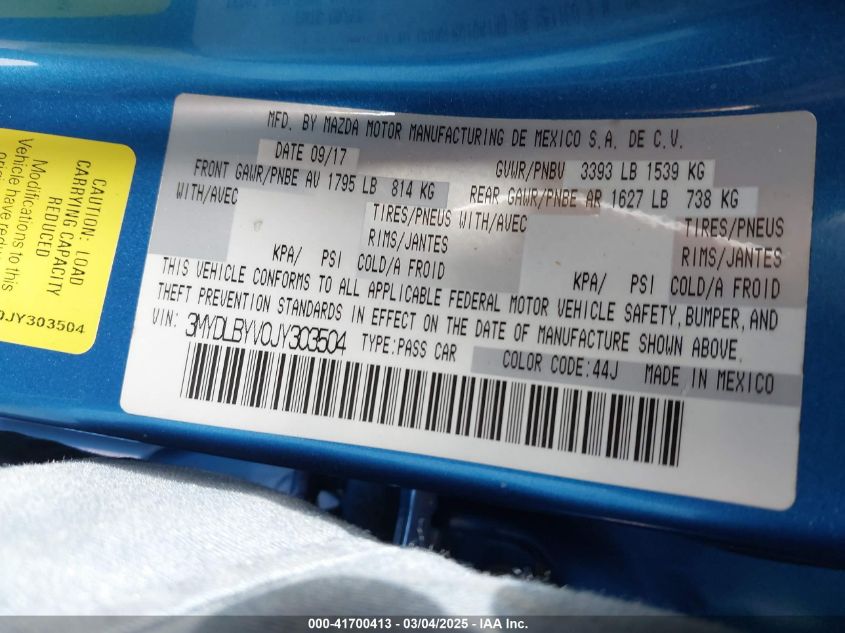 MFD. BY MAZDA MOTOR MANUFACTURING DE MEXICO S.A. DE C.V.
DATE 09/17 GVWR/PNBV 3393 LB 1539 KG
FRONT GAWR/PNBE AV 1795 LB 814 KG REAR GAWR/PNBE AR 1627 LB 738 KG
WITH/AVEC TIRES/PNEUS WITH/AVEC TIRES/PNEUS
RIMS/JANTES RIMS/JANTES
KPA/ PSI COLD/A FROID KPA/ PSI COLD/A FROID
THIS VEHICLE CONFORMS TO ALL APPLICABLE FEDERAL MOTOR VEHICLE SAFETY, BUMPER, AND
THEFT PREVENTION STANDARDS IN EFFECT ON THE DATE OF MANUFACTURE SHOWN ABOVE.
VIN: 3MYDLBYV0JY303504 TYPE:PASS CAR COLOR CODE:44J MADE IN MEXICO
CAUTION: LOAD
CARRYING CAPACITY
REDUCED
Modifications to this
Vehicle have redu
origi
0JY303504
000-41700413 - 03/04/2025 - IAA Inc.